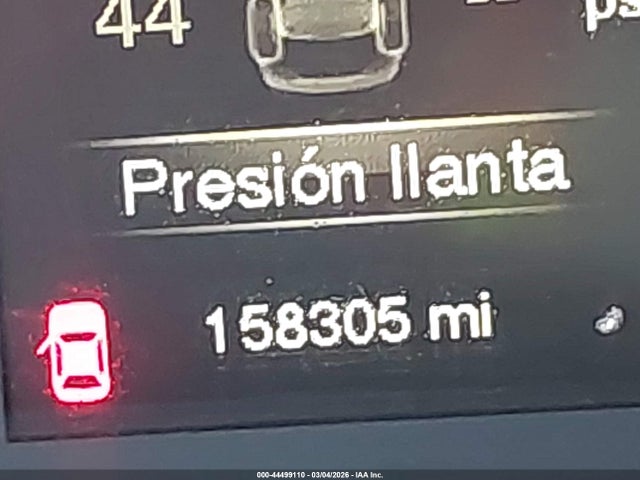 44
Presión llanta
158305 mi
000-44499110 - 03/04/2026 - IAA Inc.